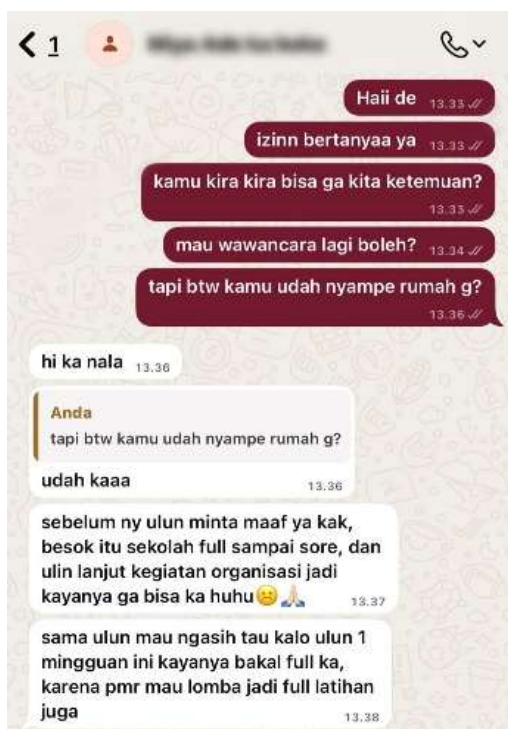 1
Haii de 13.33
izinn bertanyaa ya 13.33
kamu kira kira bisa ga kita ketemuan?
13.33
mau wawancara lagi boleh? 13.34
tapi btw kamu udah nyampe rumah g?
13.36
hi ka nala 13.36
Anda
tapi btw kamu udah nyampe rumah g?
udah kaaa 13.36
sebelum ny ulun minta maaf ya kak,
besok itu sekolah full sampai sore, dan
ulin lanjut kegiatan organisasi jadi
kayanya ga bisa ka huhu☹️🙏🏻 13.37
sama ulun mau ngasih tau kalo ulun 1
mingguan ini kayanya bakal full ka,
karena pmr mau lomba jadi full latihan
juga 13.38